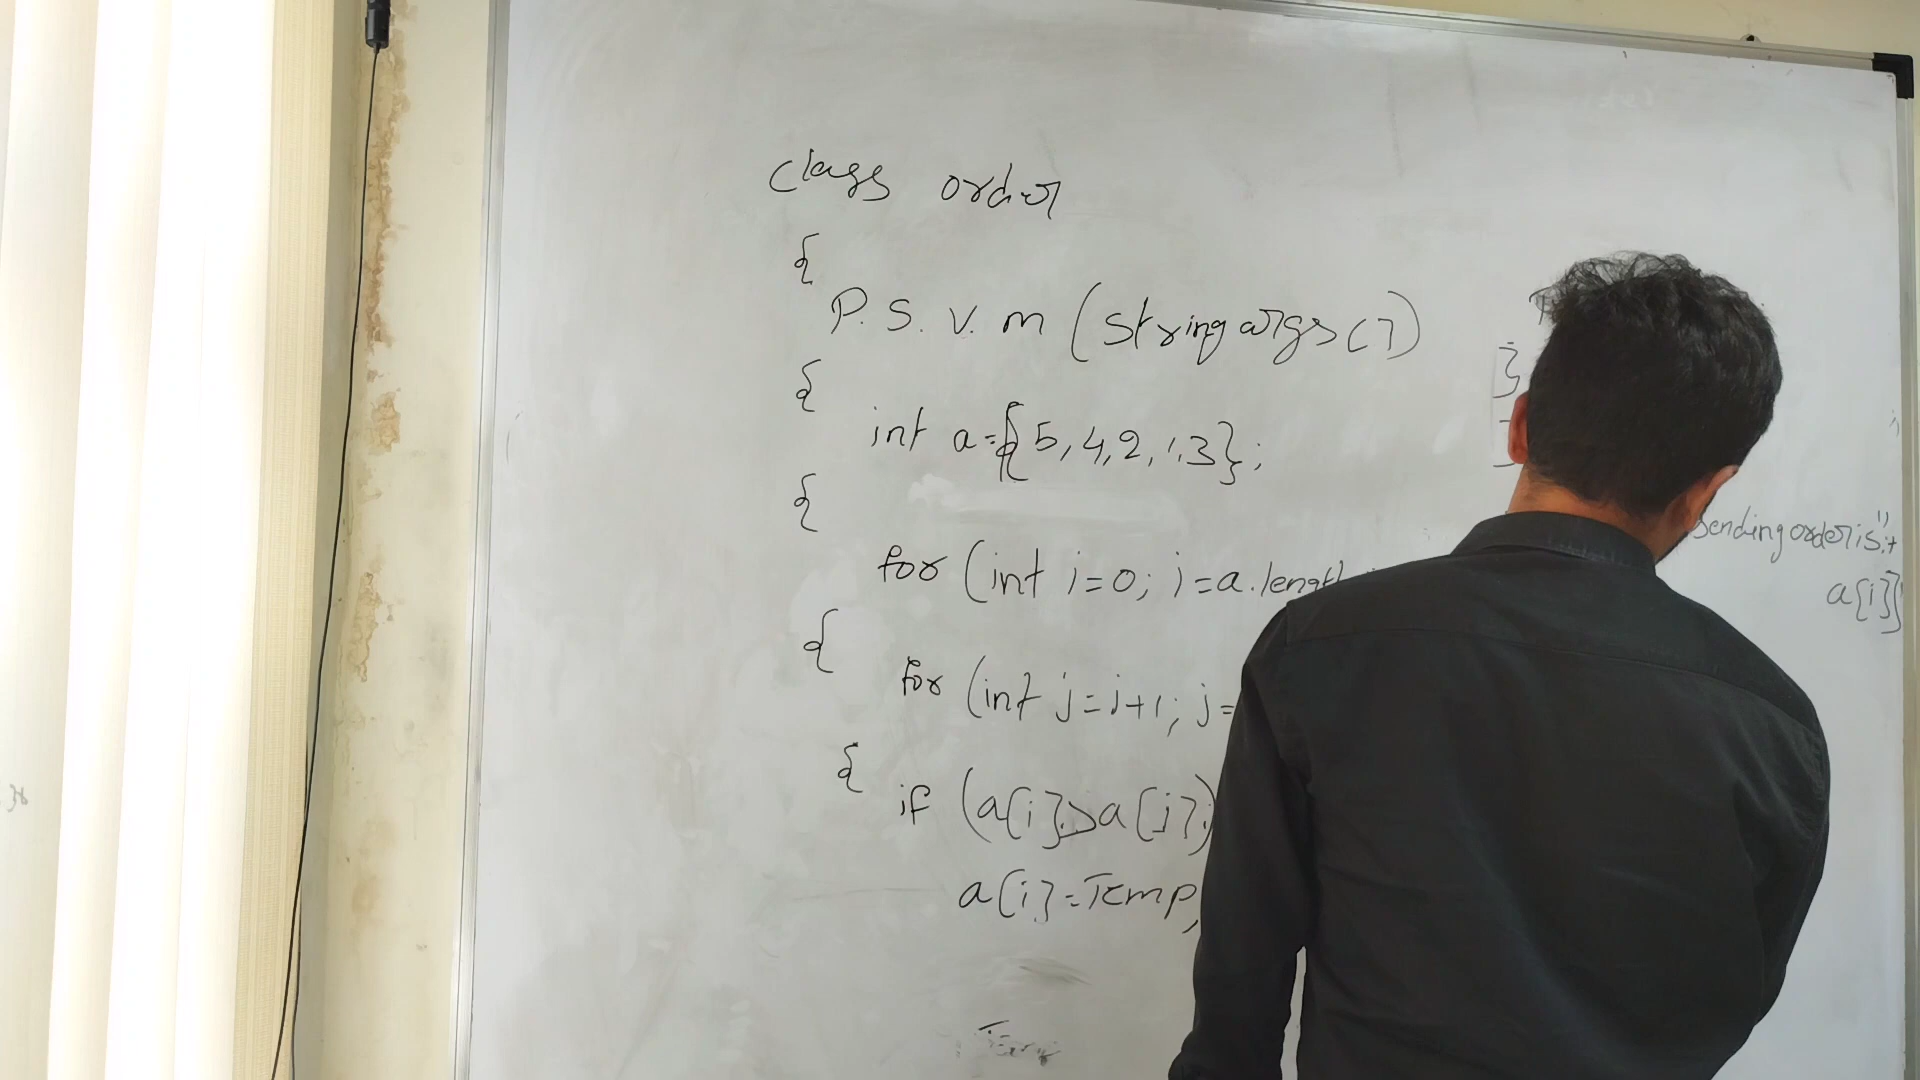 class order
{
P. S. V. m (string args [])
{
int a={5,4,2,1,3};
{
for (int i=0; i=a.length
{
for (int j=i+1; j=
{
if (a[i]>a[j];)
a[i]=Temp;
}
sending order is:"+
a[i])